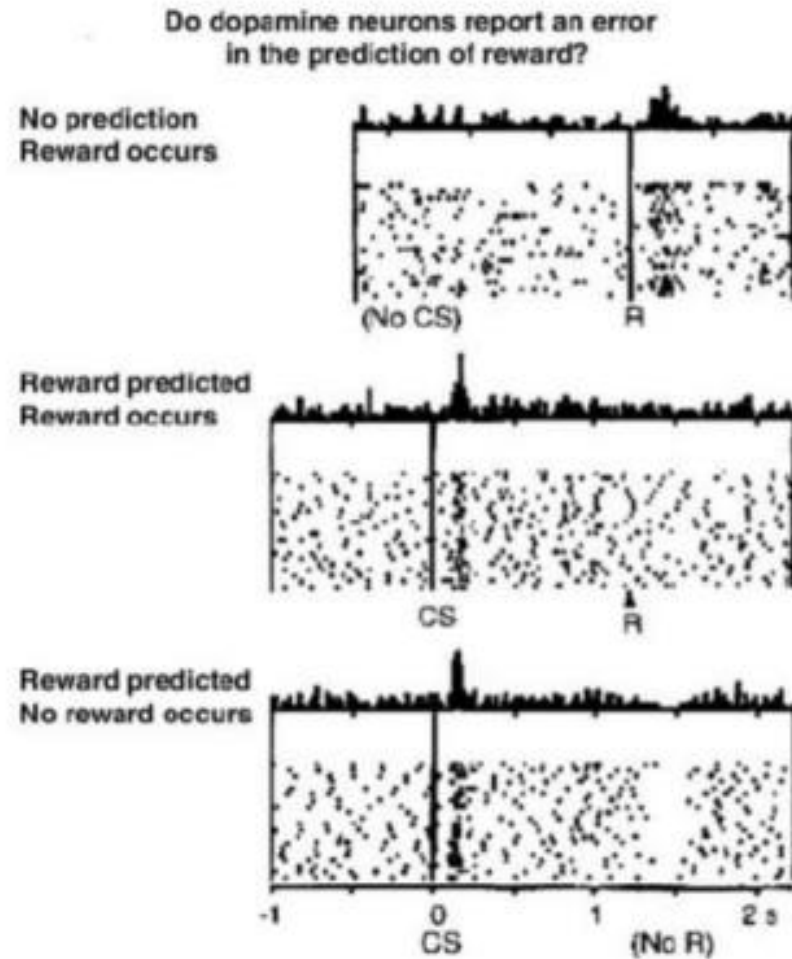 Do dopamine neurons report an error
in the prediction of reward?
No prediction
Reward occurs
(No CS)
R
Reward predicted
Reward occurs
CS
R
Reward predicted
No reward occurs
-1
0
1
2 s
CS
(No R)